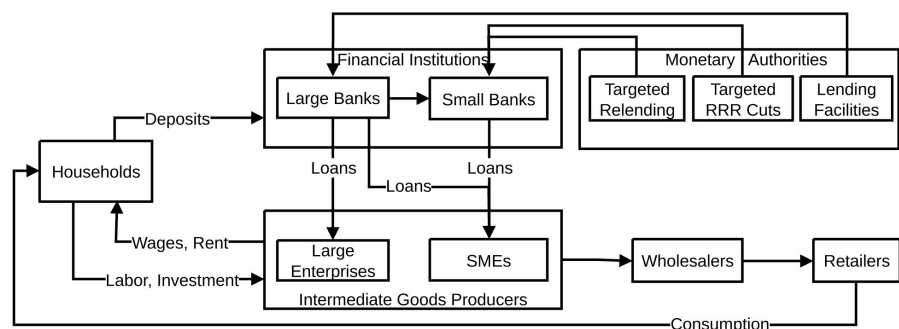 Financial Institutions
Monetary Authorities
Large Banks
Small Banks
Targeted
Relending
Targeted
RRR Cuts
Lending
Facilities
Deposits
Households
Loans
Loans
Loans
Wages, Rent
Large
Enterprises
SMEs
Wholesalers
Retailers
Labor, Investment
Intermediate Goods Producers
Consumption